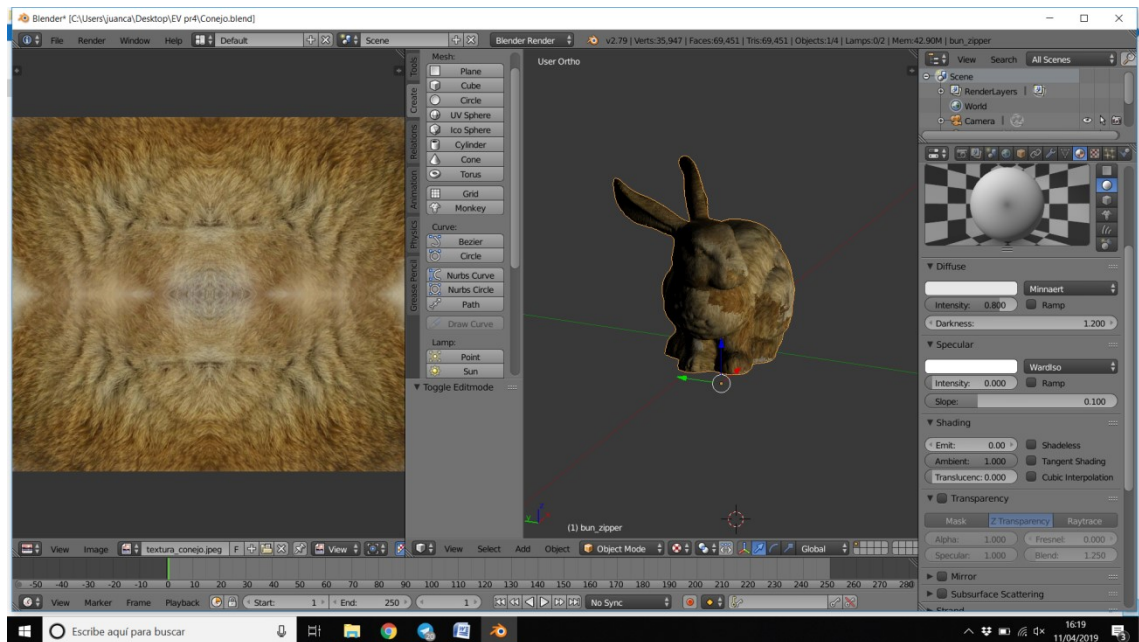 Blender* [C:\Users\juanca\Desktop\EV pr4\Conejo.blend]
File Render Window Help Default Scene Blender Render v2.79 | Verts:35,947 | Faces:69,451 | Tris:69,451 | Objects:1/4 | Lamps:0/2 | Mem:42.90M | bun_zipper
Tools
Create
Relations
Animation
Physics
Grease Pencil
Mesh:
Plane
Cube
Circle
UV Sphere
Ico Sphere
Cylinder
Cone
Torus
Grid
Monkey
Curve:
Bezier
Circle
Nurbs Curve
Nurbs Circle
Path
Draw Curve
Lamp:
Point
Sun
Toggle Editmode
User Ortho
(1) bun_zipper
View Search All Scenes
Scene
RenderLayers
World
Camera
Diffuse
Minnaert
Intensity: 0.800 Ramp
Darkness: 1.200
Specular
WardIso
Intensity: 0.000 Ramp
Slope: 0.100
Shading
Emit: 0.00 Shadeless
Ambient: 1.000 Tangent Shading
Translucenc: 0.000 Cubic Interpolation
Transparency
Mask Z Transparency Raytrace
Alpha: 1.000 Fresnel: 0.000
Specular: 1.000 Blend: 1.250
Mirror
Subsurface Scattering
Strand
View Image textura_conejo.jpeg F View
View Select Add Object Object Mode Global
-50 -40 -30 -20 -10 0 10 20 30 40 50 60 70 80 90 100 110 120 130 140 150 160 170 180 190 200 210 220 230 240 250 260 270 280
View Marker Frame Playback Start: 1 End: 250 1 No Sync
Escribe aquí para buscar
16:19
11/04/2019